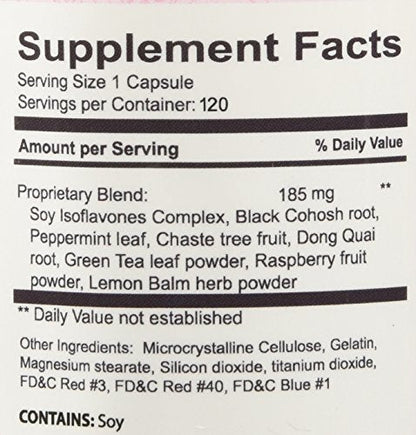 Supplement Facts
Serving Size 1 Capsule
Servings per Container: 120
Amount per Serving % Daily Value
Proprietary Blend: 185 mg **
Soy Isoflavones Complex, Black Cohosh root,
Peppermint leaf, Chaste tree fruit, Dong Quai
root, Green Tea leaf powder, Raspberry fruit
powder, Lemon Balm herb powder
** Daily Value not established
Other Ingredients: Microcrystalline Cellulose, Gelatin,
Magnesium stearate, Silicon dioxide, titanium dioxide,
FD&C Red #3, FD&C Red #40, FD&C Blue #1
CONTAINS: Soy